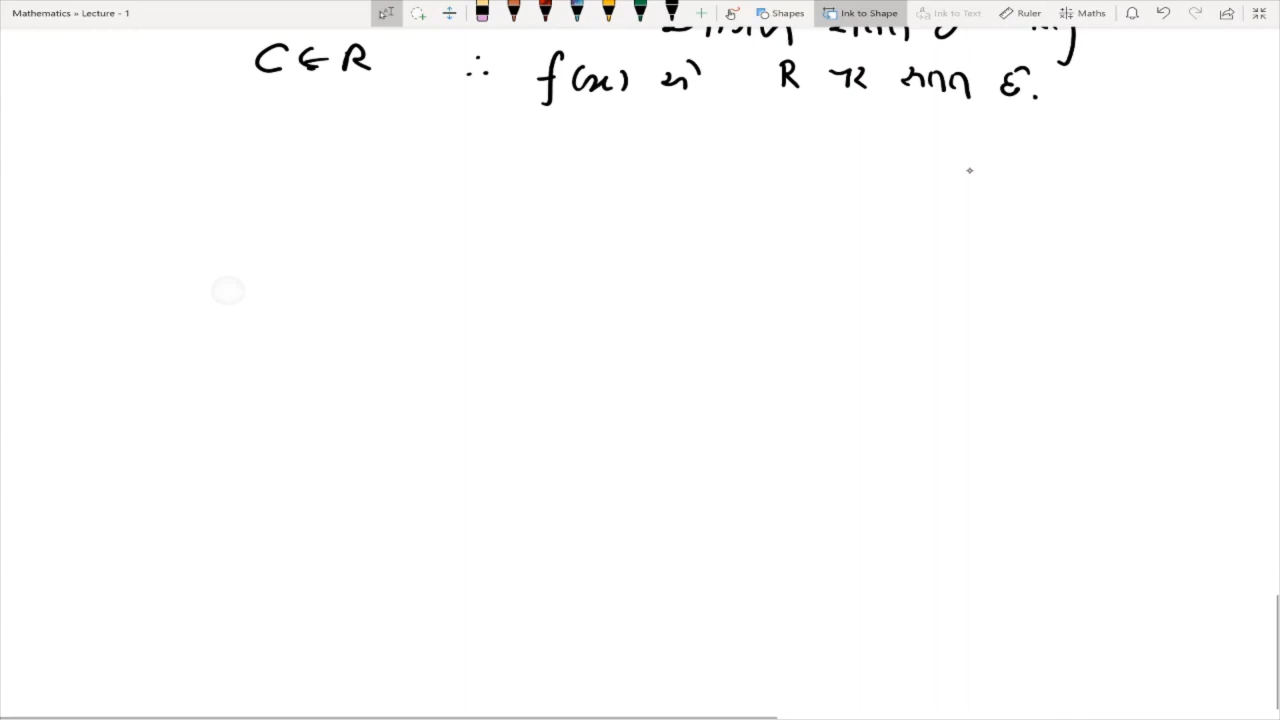 Mathematics » Lecture - 1
Shapes
Ink to Shape
Ink to Text
Ruler
Maths
C ∈ R ∴ f(x) એ R પર સતત છે.